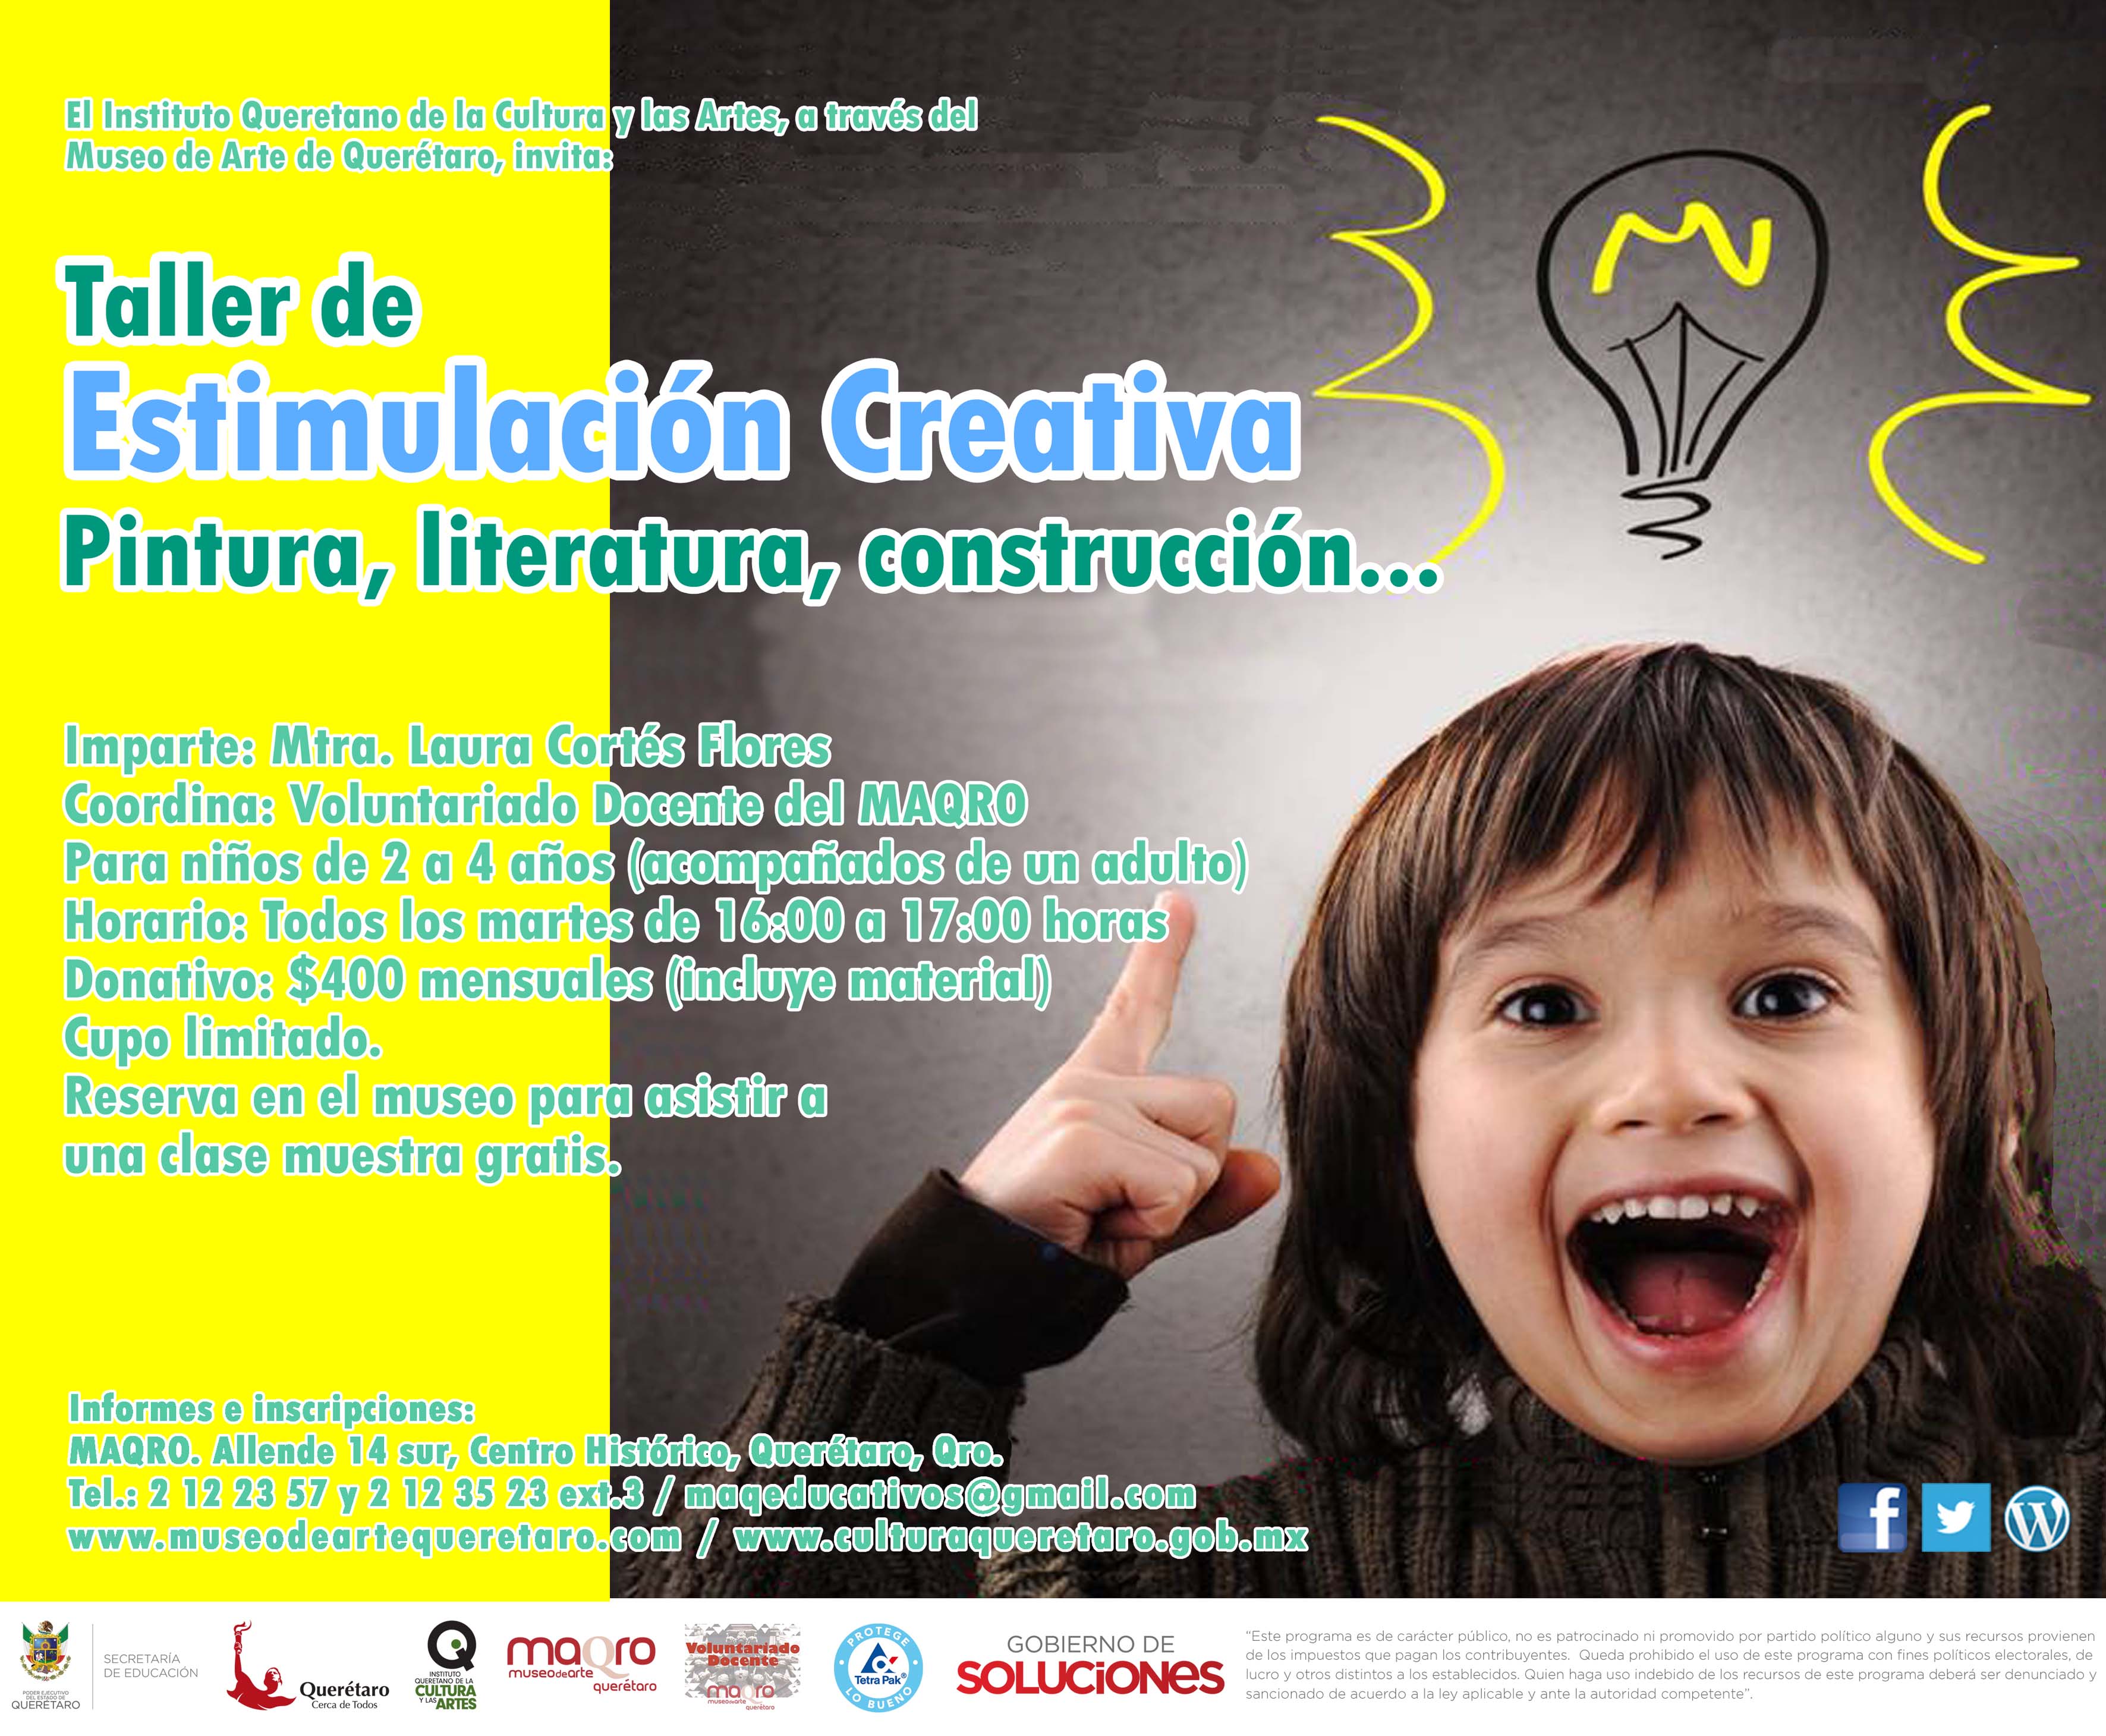 El Instituto Queretano de la Cultura y las Artes, a través del
Museo de Arte de Querétaro, invita:
Taller de
Estimulación Creativa
Pintura, literatura, construcción...
Imparte: Mtra. Laura Cortés Flores
Coordina: Voluntariado Docente del MAQRO
Para niños de 2 a 4 años (acompañados de un adulto)
Horario: Todos los martes de 16:00 a 17:00 horas
Donativo: $400 mensuales (incluye material)
Cupo limitado.
Reserva en el museo para asistir a
una clase muestra gratis.
Informes e inscripciones:
MAQRO. Allende 14 sur, Centro Histórico, Querétaro, Qro.
Tel.: 2 12 23 57 y 2 12 35 23 ext.3 / maqeducativos@gmail.com
www.museodeartequeretaro.com / www.culturaqueretaro.gob.mx
PODER EJECUTIVO
DEL ESTADO DE
QUERÉTARO
SECRETARÍA
DE EDUCACIÓN
Querétaro
Cerca de Todos
INSTITUTO
QUERETANO DE LA
CULTURA
Y LAS ARTES
maQro
museodearte
querétaro
Voluntariado
Docente
maQro
museodearte
querétaro
PROTEGE
Tetra Pak®
LO BUENO
GOBIERNO DE
SOLUCiONes
"Este programa es de carácter público, no es patrocinado ni promovido por partido político alguno y sus recursos provienen
de los impuestos que pagan los contribuyentes. Queda prohibido el uso de este programa con fines políticos electorales, de
lucro y otros distintos a los establecidos. Quien haga uso indebido de los recursos de este programa deberá ser denunciado y
sancionado de acuerdo a la ley aplicable y ante la autoridad competente".